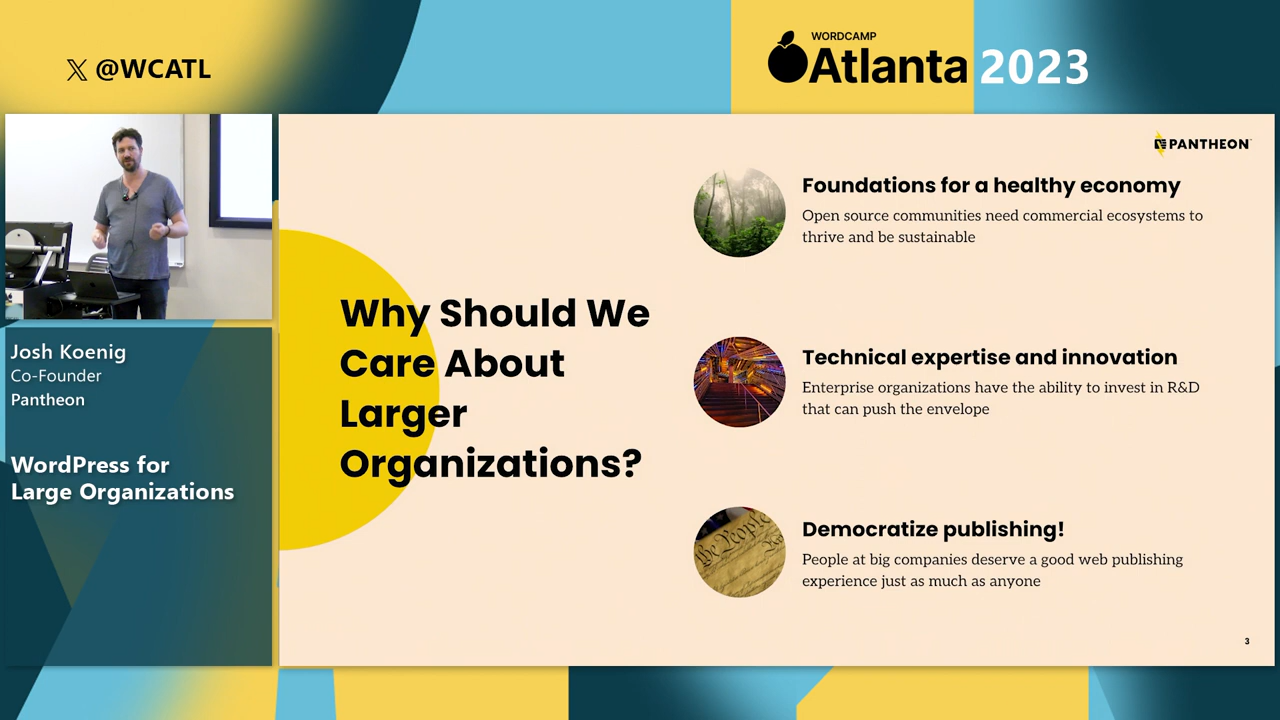 @WCATL
WORDCAMP
Atlanta 2023
Josh Koenig
Co-Founder
Pantheon
WordPress for
Large Organizations
PANTHEON
Why Should We
Care About
Larger
Organizations?
Foundations for a healthy economy
Open source communities need commercial ecosystems to
thrive and be sustainable
Technical expertise and innovation
Enterprise organizations have the ability to invest in R&D
that can push the envelope
the People
Democratize publishing!
People at big companies deserve a good web publishing
experience just as much as anyone
3